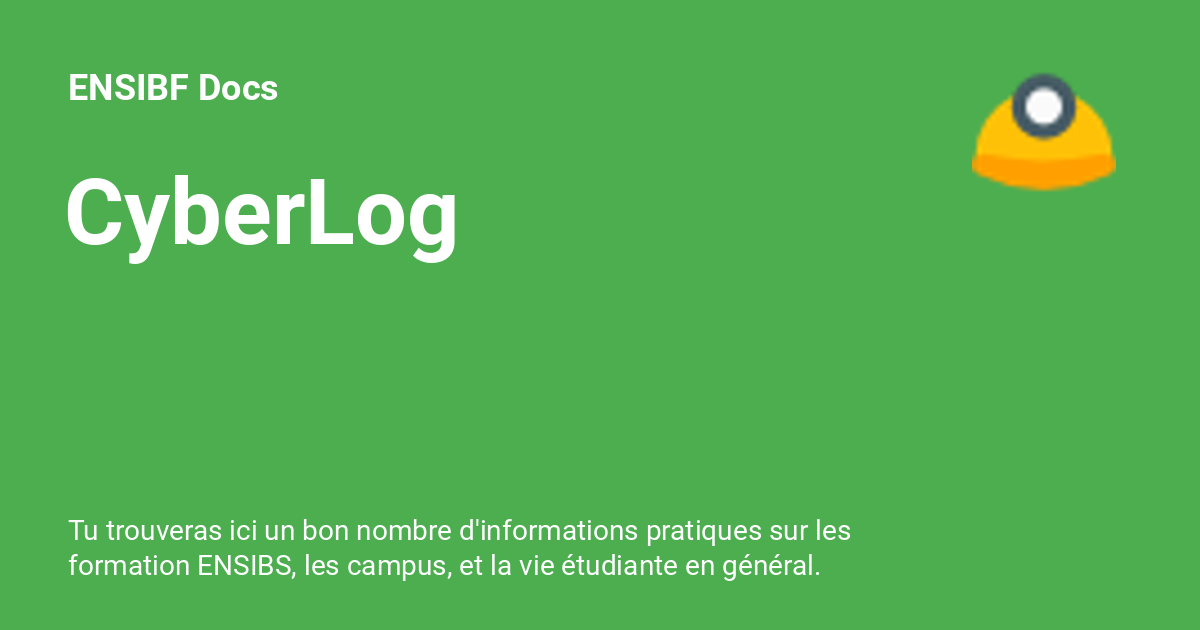 ENSIBF Docs
CyberLog
Tu trouveras ici un bon nombre d'informations pratiques sur les
formation ENSIBS, les campus, et la vie étudiante en général.